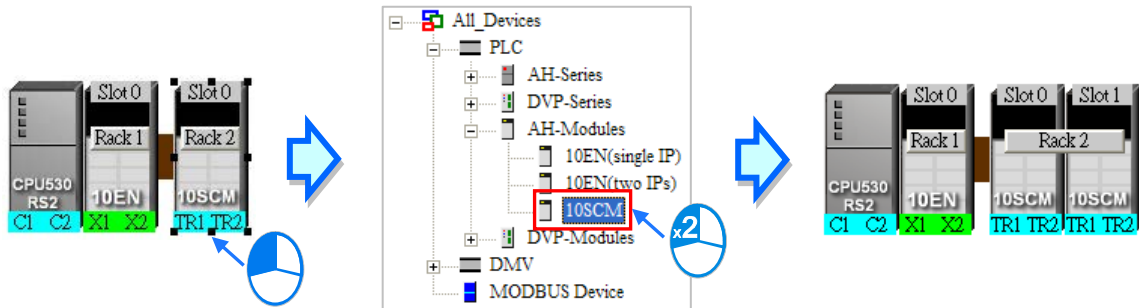 Slot 0
Slot 0
Rack 1
Rack 2
CPU530
RS2
10EN
10SCM
C1 C2
X1 X2
TR1 TR2
All_Devices
PLC
AH-Series
DVP-Series
AH-Modules
10EN(single IP)
10EN(two IPs)
10SCM
DVP-Modules
DMV
MODBUS Device
x2
Slot 0
Slot 0
Slot 1
Rack 1
Rack 2
CPU530
RS2
10EN
10SCM
10SCM
C1 C2
X1 X2
TR1 TR2
TR1 TR2